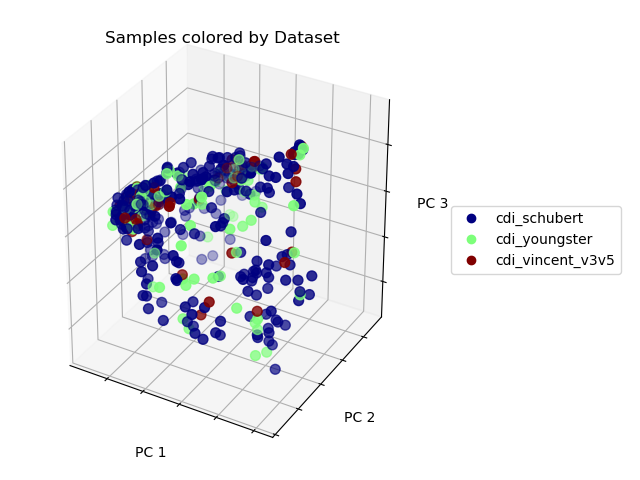 Samples colored by Dataset
PC 3
cdi_schubert
cdi_youngster
cdi_vincent_v3v5
PC 2
PC 1